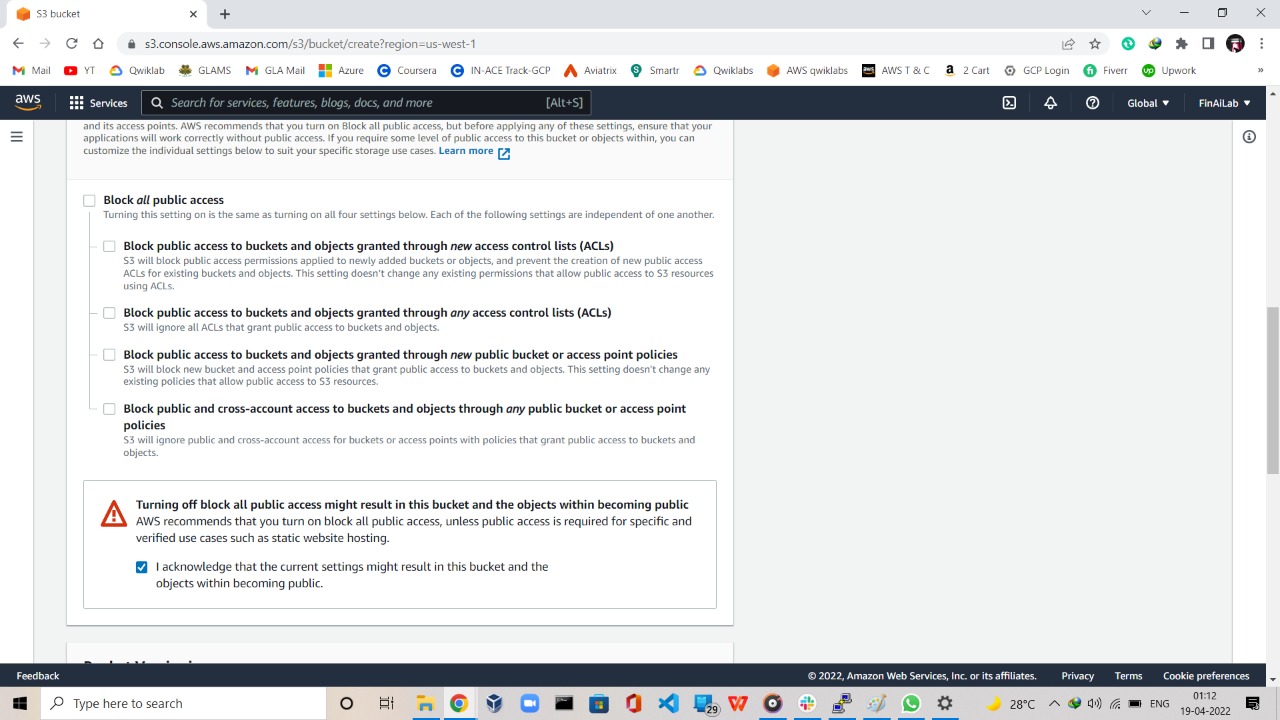 S3 bucket
s3.console.aws.amazon.com/s3/bucket/create?region=us-west-1
Mail YT Qwiklab GLAMS GLA Mail Azure Coursera IN-ACE Track-GCP Aviatrix Smartr Qwiklabs AWS qwiklabs AWS T & C 2 Cart GCP Login Fiverr Upwork »
aws Services Search for services, features, blogs, docs, and more [Alt+S] Global ▼ FinAiLab ▼
and its access points. AWS recommends that you turn on Block all public access, but before applying any of these settings, ensure that your
applications will work correctly without public access. If you require some level of public access to this bucket or objects within, you can
customize the individual settings below to suit your specific storage use cases. Learn more
Block all public access
Turning this setting on is the same as turning on all four settings below. Each of the following settings are independent of one another.
Block public access to buckets and objects granted through new access control lists (ACLs)
S3 will block public access permissions applied to newly added buckets or objects, and prevent the creation of new public access
ACLs for existing buckets and objects. This setting doesn't change any existing permissions that allow public access to S3 resources
using ACLs.
Block public access to buckets and objects granted through any access control lists (ACLs)
S3 will ignore all ACLs that grant public access to buckets and objects.
Block public access to buckets and objects granted through new public bucket or access point policies
S3 will block new bucket and access point policies that grant public access to buckets and objects. This setting doesn't change any
existing policies that allow public access to S3 resources.
Block public and cross-account access to buckets and objects through any public bucket or access point
policies
S3 will ignore public and cross-account access for buckets or access points with policies that grant public access to buckets and
objects.
Turning off block all public access might result in this bucket and the objects within becoming public
AWS recommends that you turn on block all public access, unless public access is required for specific and
verified use cases such as static website hosting.
I acknowledge that the current settings might result in this bucket and the
objects within becoming public.
Feedback © 2022, Amazon Web Services, Inc. or its affiliates. Privacy Terms Cookie preferences
Type here to search 29 28°C ENG 01:12
19-04-2022